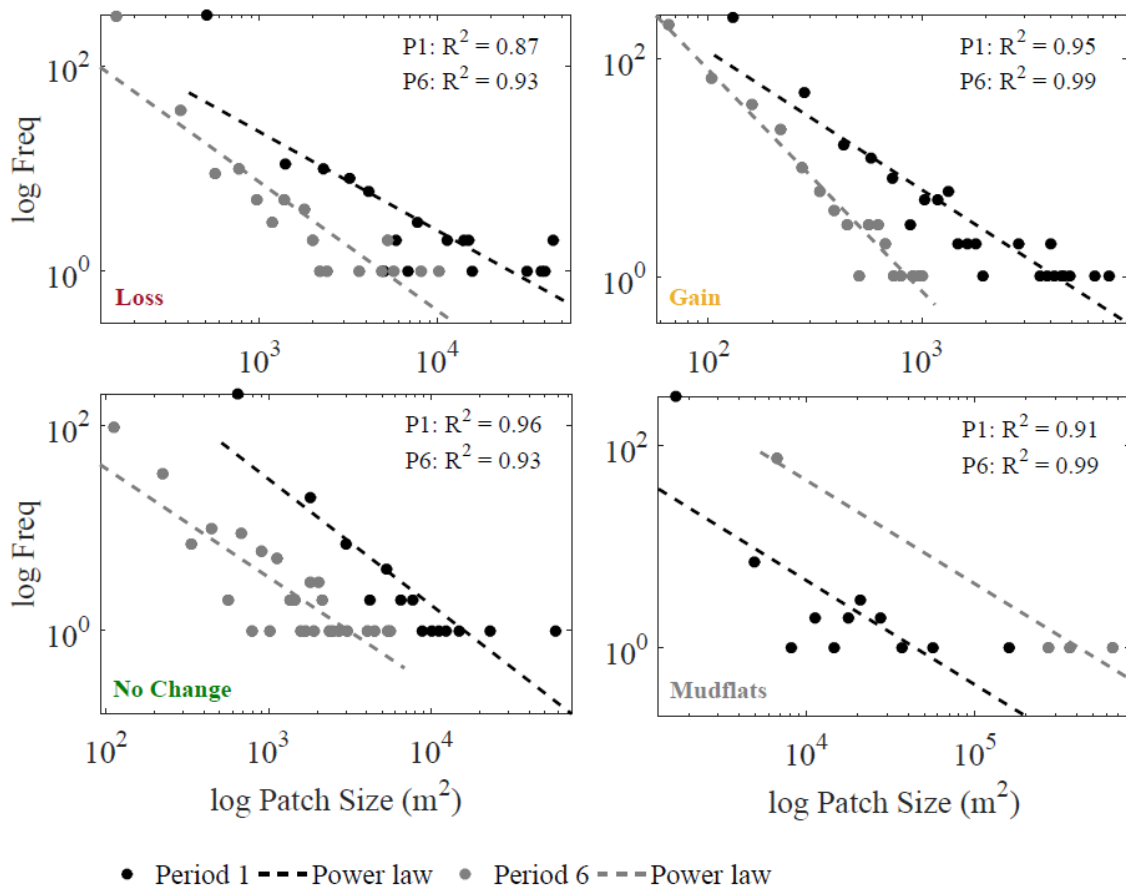 P1: R² = 0.87
P6: R² = 0.93
10²
10⁰
log Freq
Loss
10³
10⁴
P1: R² = 0.95
P6: R² = 0.99
10²
10⁰
Gain
10²
10³
P1: R² = 0.96
P6: R² = 0.93
10²
10⁰
log Freq
No Change
10²
10³
10⁴
log Patch Size (m²)
P1: R² = 0.91
P6: R² = 0.99
10²
10⁰
Mudflats
10⁴
10⁵
log Patch Size (m²)
Period 1 Power law Period 6 Power law